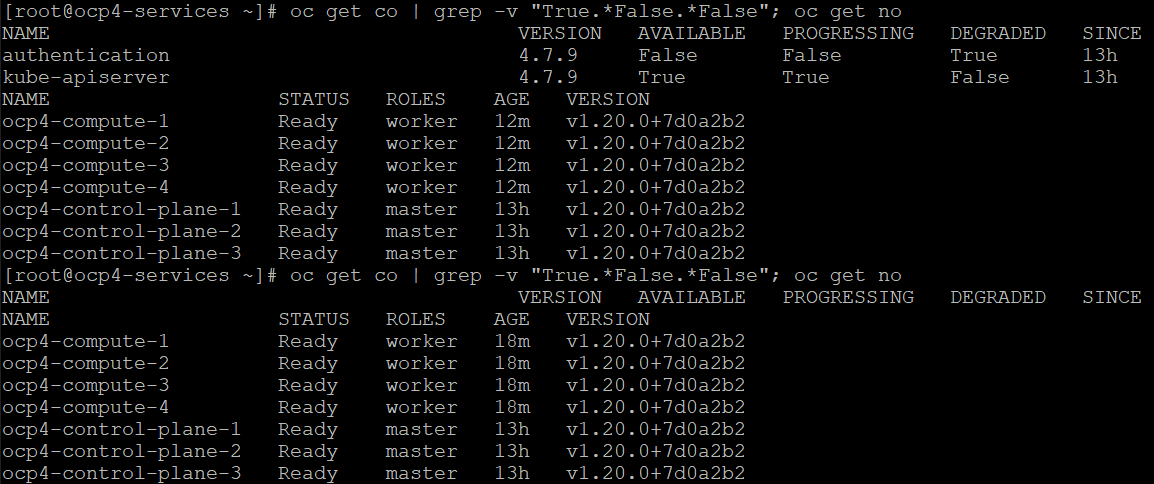 [root@ocp4-services ~]# oc get co | grep -v "True.*False.*False"; oc get no
NAME                                       VERSION   AVAILABLE   PROGRESSING   DEGRADED   SINCE
authentication                             4.7.9     False       False         True       13h
kube-apiserver                             4.7.9     True        True          False      13h
NAME                   STATUS   ROLES    AGE   VERSION
ocp4-compute-1         Ready    worker   12m   v1.20.0+7d0a2b2
ocp4-compute-2         Ready    worker   12m   v1.20.0+7d0a2b2
ocp4-compute-3         Ready    worker   12m   v1.20.0+7d0a2b2
ocp4-compute-4         Ready    worker   12m   v1.20.0+7d0a2b2
ocp4-control-plane-1   Ready    master   13h   v1.20.0+7d0a2b2
ocp4-control-plane-2   Ready    master   13h   v1.20.0+7d0a2b2
ocp4-control-plane-3   Ready    master   13h   v1.20.0+7d0a2b2
[root@ocp4-services ~]# oc get co | grep -v "True.*False.*False"; oc get no
NAME                                       VERSION   AVAILABLE   PROGRESSING   DEGRADED   SINCE
NAME                   STATUS   ROLES    AGE   VERSION
ocp4-compute-1         Ready    worker   18m   v1.20.0+7d0a2b2
ocp4-compute-2         Ready    worker   18m   v1.20.0+7d0a2b2
ocp4-compute-3         Ready    worker   18m   v1.20.0+7d0a2b2
ocp4-compute-4         Ready    worker   18m   v1.20.0+7d0a2b2
ocp4-control-plane-1   Ready    master   13h   v1.20.0+7d0a2b2
ocp4-control-plane-2   Ready    master   13h   v1.20.0+7d0a2b2
ocp4-control-plane-3   Ready    master   13h   v1.20.0+7d0a2b2